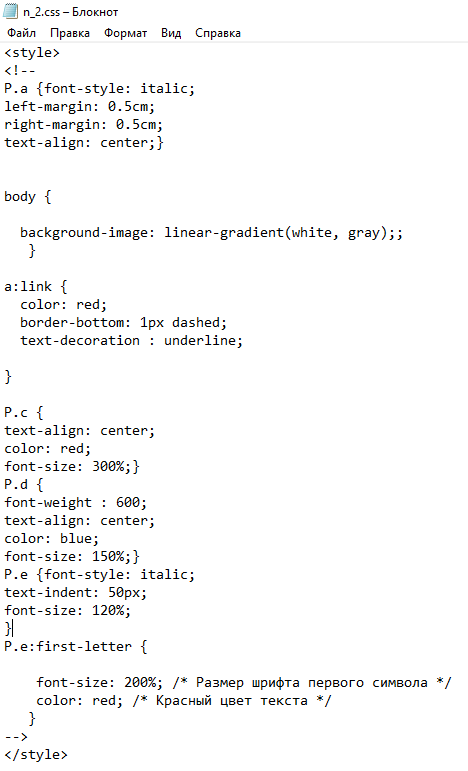 n_2.css – Блокнот
Файл Правка Формат Вид Справка
<style>
<!--
P.a {font-style: italic;
left-margin: 0.5cm;
right-margin: 0.5cm;
text-align: center;}
body {
background-image: linear-gradient(white, gray);;
}
a:link {
color: red;
border-bottom: 1px dashed;
text-decoration : underline;
}
P.c {
text-align: center;
color: red;
font-size: 300%;}
P.d {
font-weight : 600;
text-align: center;
color: blue;
font-size: 150%;}
P.e {font-style: italic;
text-indent: 50px;
font-size: 120%;
}
P.e:first-letter {
font-size: 200%; /* Размер шрифта первого символа */
color: red; /* Красный цвет текста */
}
-->
</style>